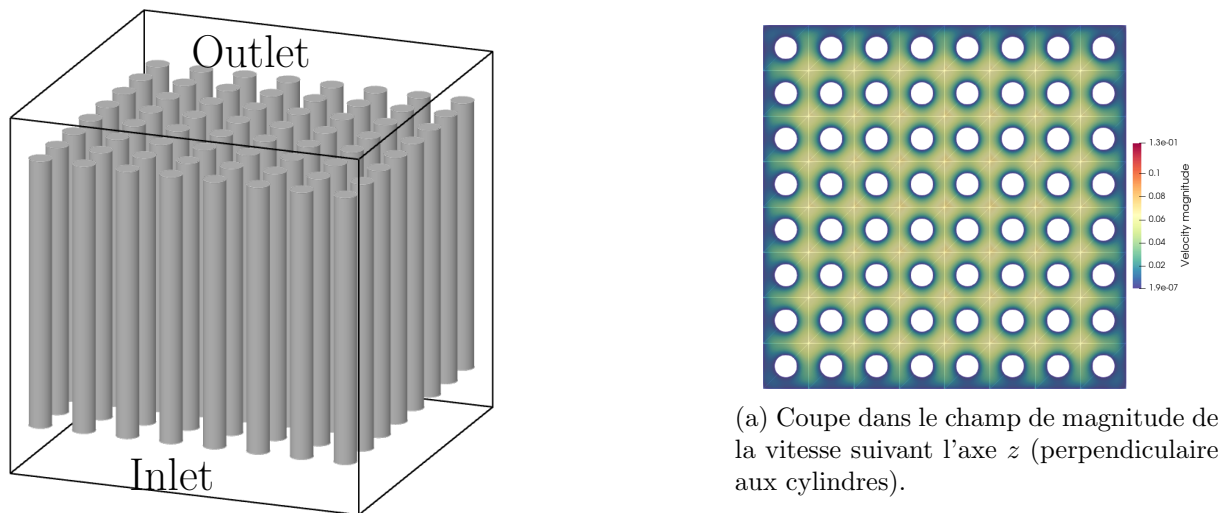 Outlet
Inlet
1.3e-01
0.1
0.08
0.06
0.04
0.02
1.9e-07
Velocity magnitude
(a) Coupe dans le champ de magnitude de
la vitesse suivant l'axe z (perpendiculaire
aux cylindres).